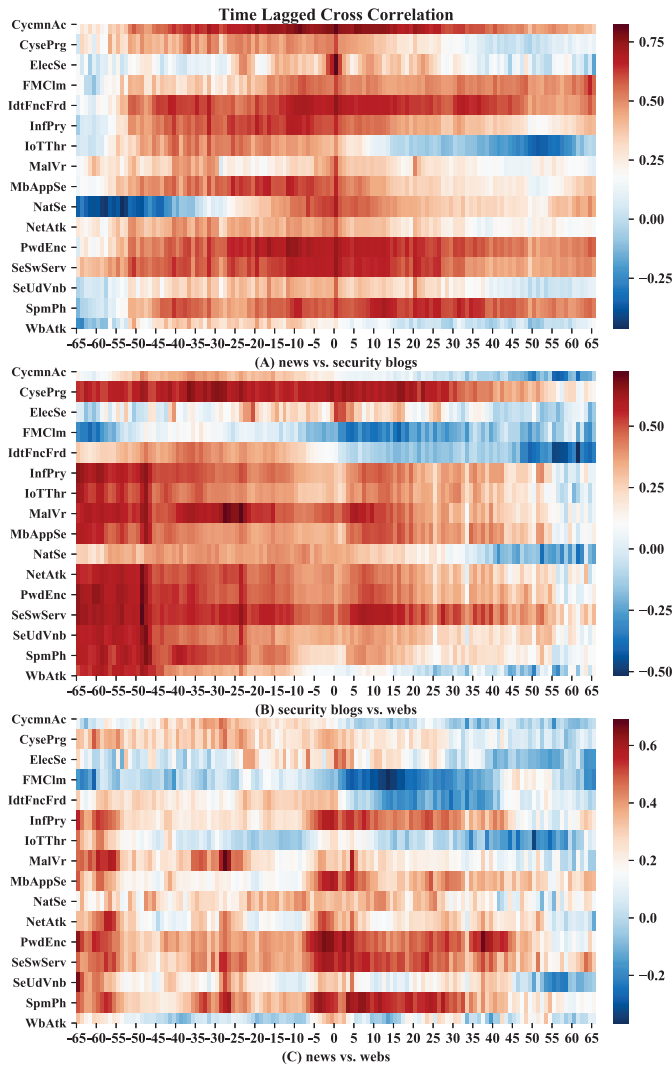 Time Lagged Cross Correlation
CycmnAc
CysePrg
ElecSe
FMClm
IdtFncFrd
InfPry
IoTThr
MalVr
MbAppSe
NatSe
NetAtk
PwdEnc
SeSwServ
SeUdVnb
SpmPh
WbAtk
0.75
0.50
0.25
0.00
−0.25
-65-60-55-50-45-40-35-30-25-20-15-10 -5 0 5 10 15 20 25 30 35 40 45 50 55 60 65
(A) news vs. security blogs
CycmnAc
CysePrg
ElecSe
FMClm
IdtFncFrd
InfPry
IoTThr
MalVr
MbAppSe
NatSe
NetAtk
PwdEnc
SeSwServ
SeUdVnb
SpmPh
WbAtk
0.50
0.25
0.00
−0.25
−0.50
-65-60-55-50-45-40-35-30-25-20-15-10 -5 0 5 10 15 20 25 30 35 40 45 50 55 60 65
(B) security blogs vs. webs
CycmnAc
CysePrg
ElecSe
FMClm
IdtFncFrd
InfPry
IoTThr
MalVr
MbAppSe
NatSe
NetAtk
PwdEnc
SeSwServ
SeUdVnb
SpmPh
WbAtk
0.6
0.4
0.2
0.0
−0.2
-65-60-55-50-45-40-35-30-25-20-15-10 -5 0 5 10 15 20 25 30 35 40 45 50 55 60 65
(C) news vs. webs